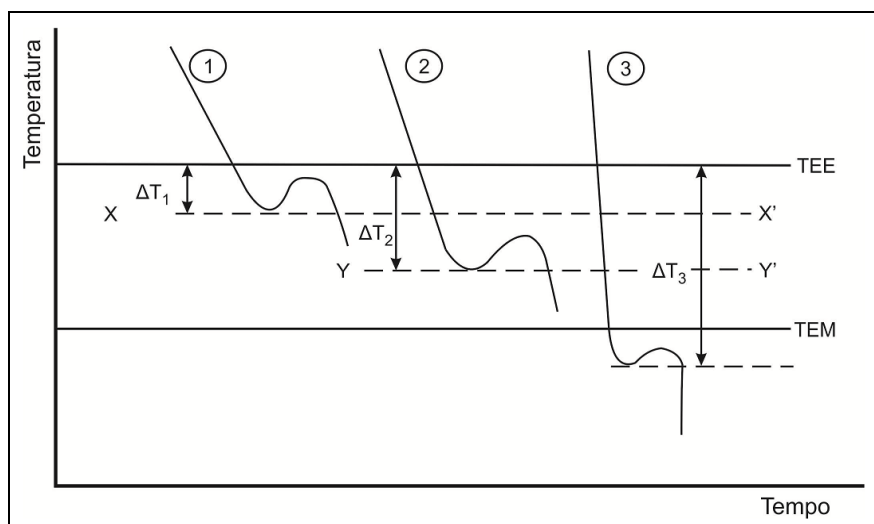 Temperatura
1
2
3
TEE
ΔT₁
X
X'
ΔT₂
Y
ΔT₃
Y'
TEM
Tempo